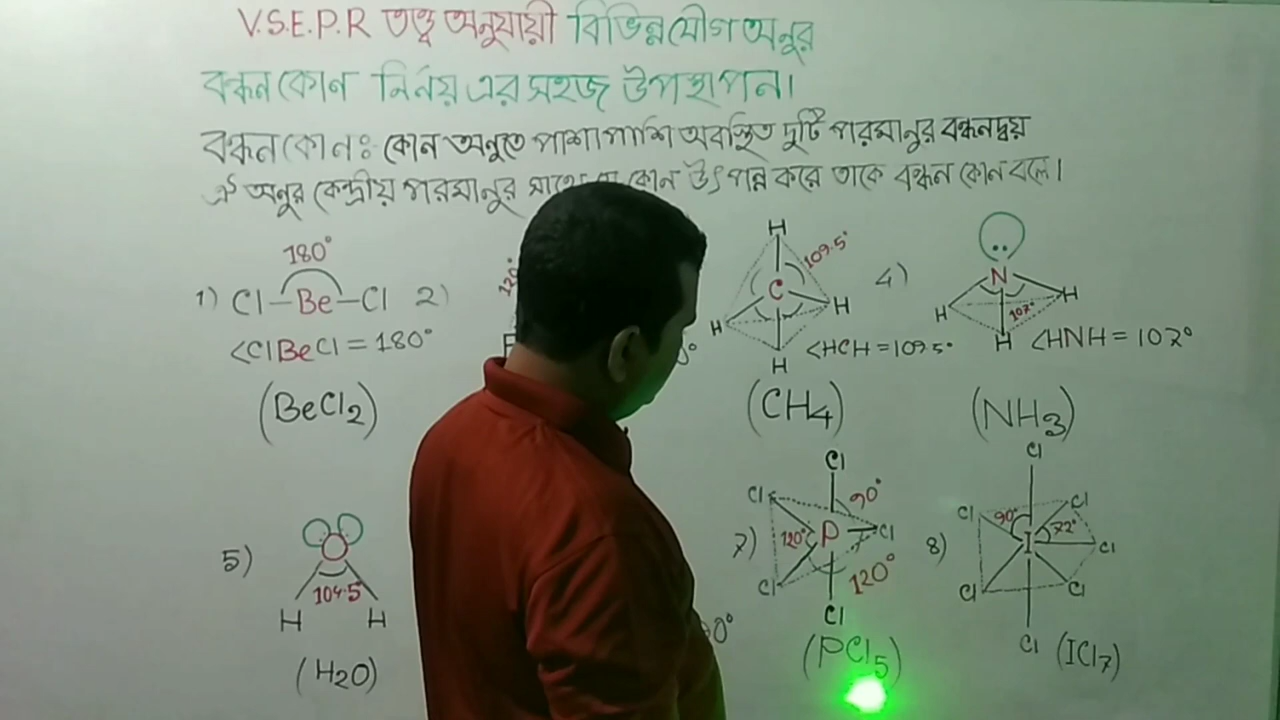 V.S.E.P.R তত্ত্ব অনুযায়ী বিভিন্ন যৌগ অনুর
বন্ধন কোন নির্নয় এর সহজ উপস্থাপন।
বন্ধন কোনঃ কোন অনুতে পাশাপাশি অবস্থিত দুটি পরমানুর বন্ধনদ্বয়
ঐ অনুর কেন্দ্রীয় পরমানুর সাথে কোন উৎপন্ন করে তাকে বন্ধন কোন বলে।
180°
1) Cl-Be-Cl
<ClBeCl = 180°
(BeCl2)
2)
120°
H
109.5°
C
H
H
H
<HCH = 109.5°
(CH4)
4)
N
H
H
107°
H
<HNH = 107°
(NH3)
5)
O
104.5
H
H
(H2O)
7)
Cl
Cl
90°
120°
P
Cl
Cl
120°
Cl
(PCl5)
8)
Cl
Cl
Cl
90°
72°
I
Cl
Cl
Cl
Cl
(ICl7)